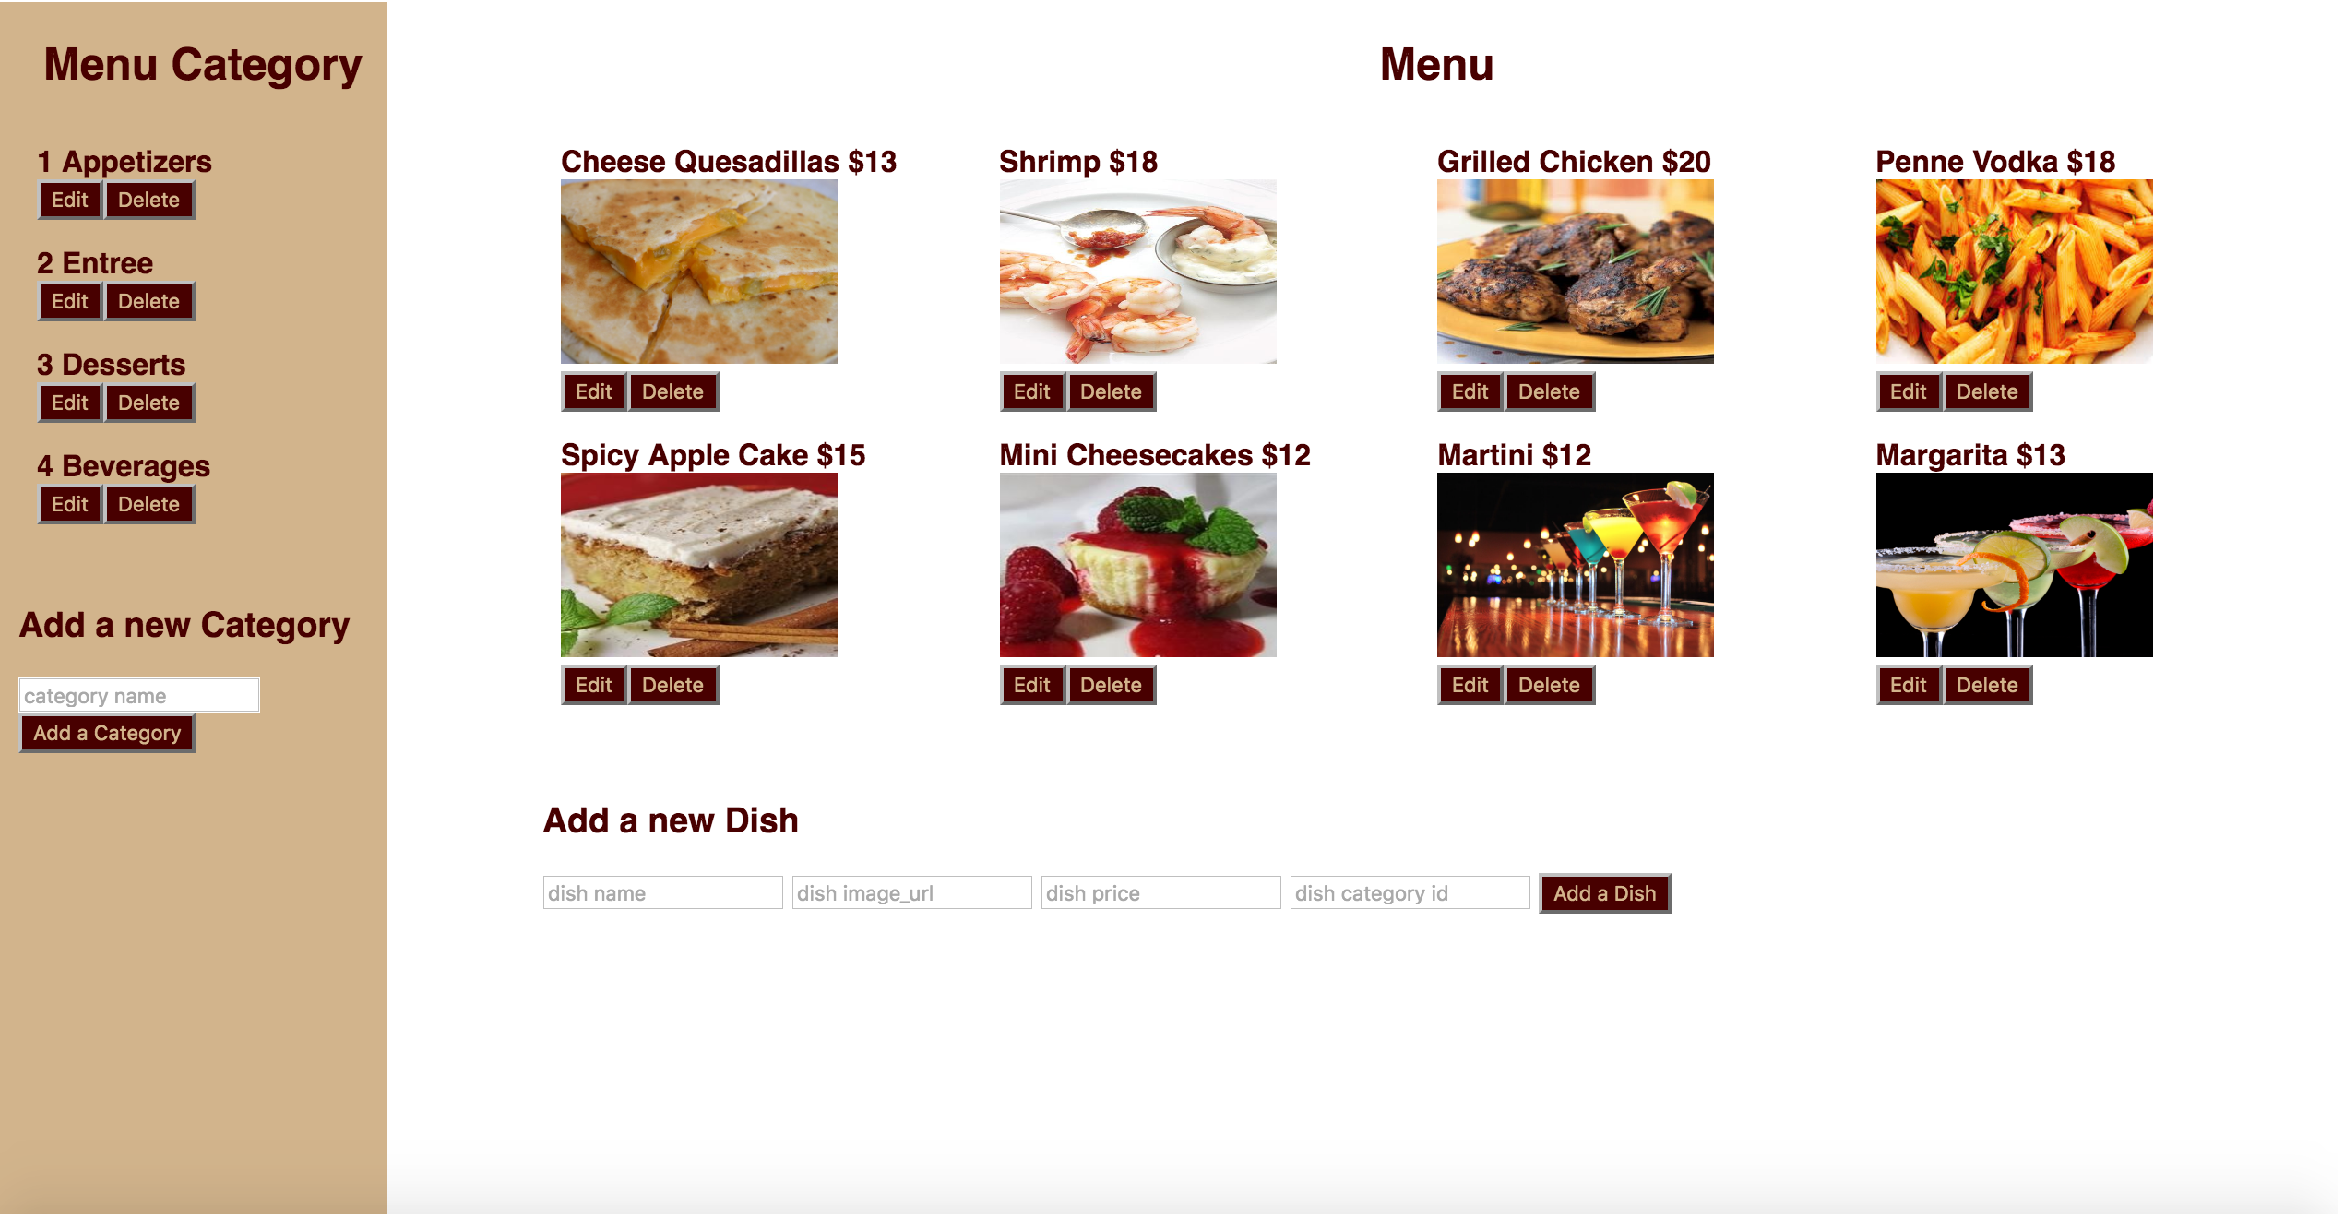 Menu Category
1 Appetizers
Edit Delete
2 Entree
Edit Delete
3 Desserts
Edit Delete
4 Beverages
Edit Delete
Add a new Category
category name
Add a Category
Menu
Cheese Quesadillas $13
Edit Delete
Shrimp $18
Edit Delete
Grilled Chicken $20
Edit Delete
Penne Vodka $18
Edit Delete
Spicy Apple Cake $15
Edit Delete
Mini Cheesecakes $12
Edit Delete
Martini $12
Edit Delete
Margarita $13
Edit Delete
Add a new Dish
dish name dish image_url dish price dish category id Add a Dish